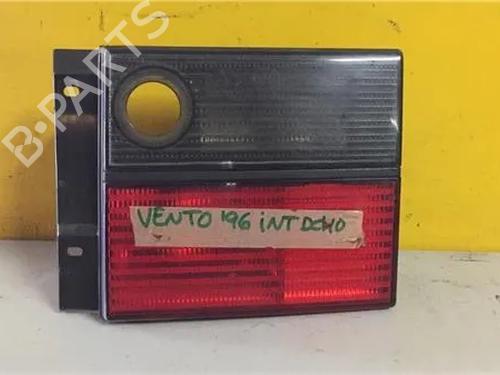 B-PARTS
VENTO '96 iNT DCHO